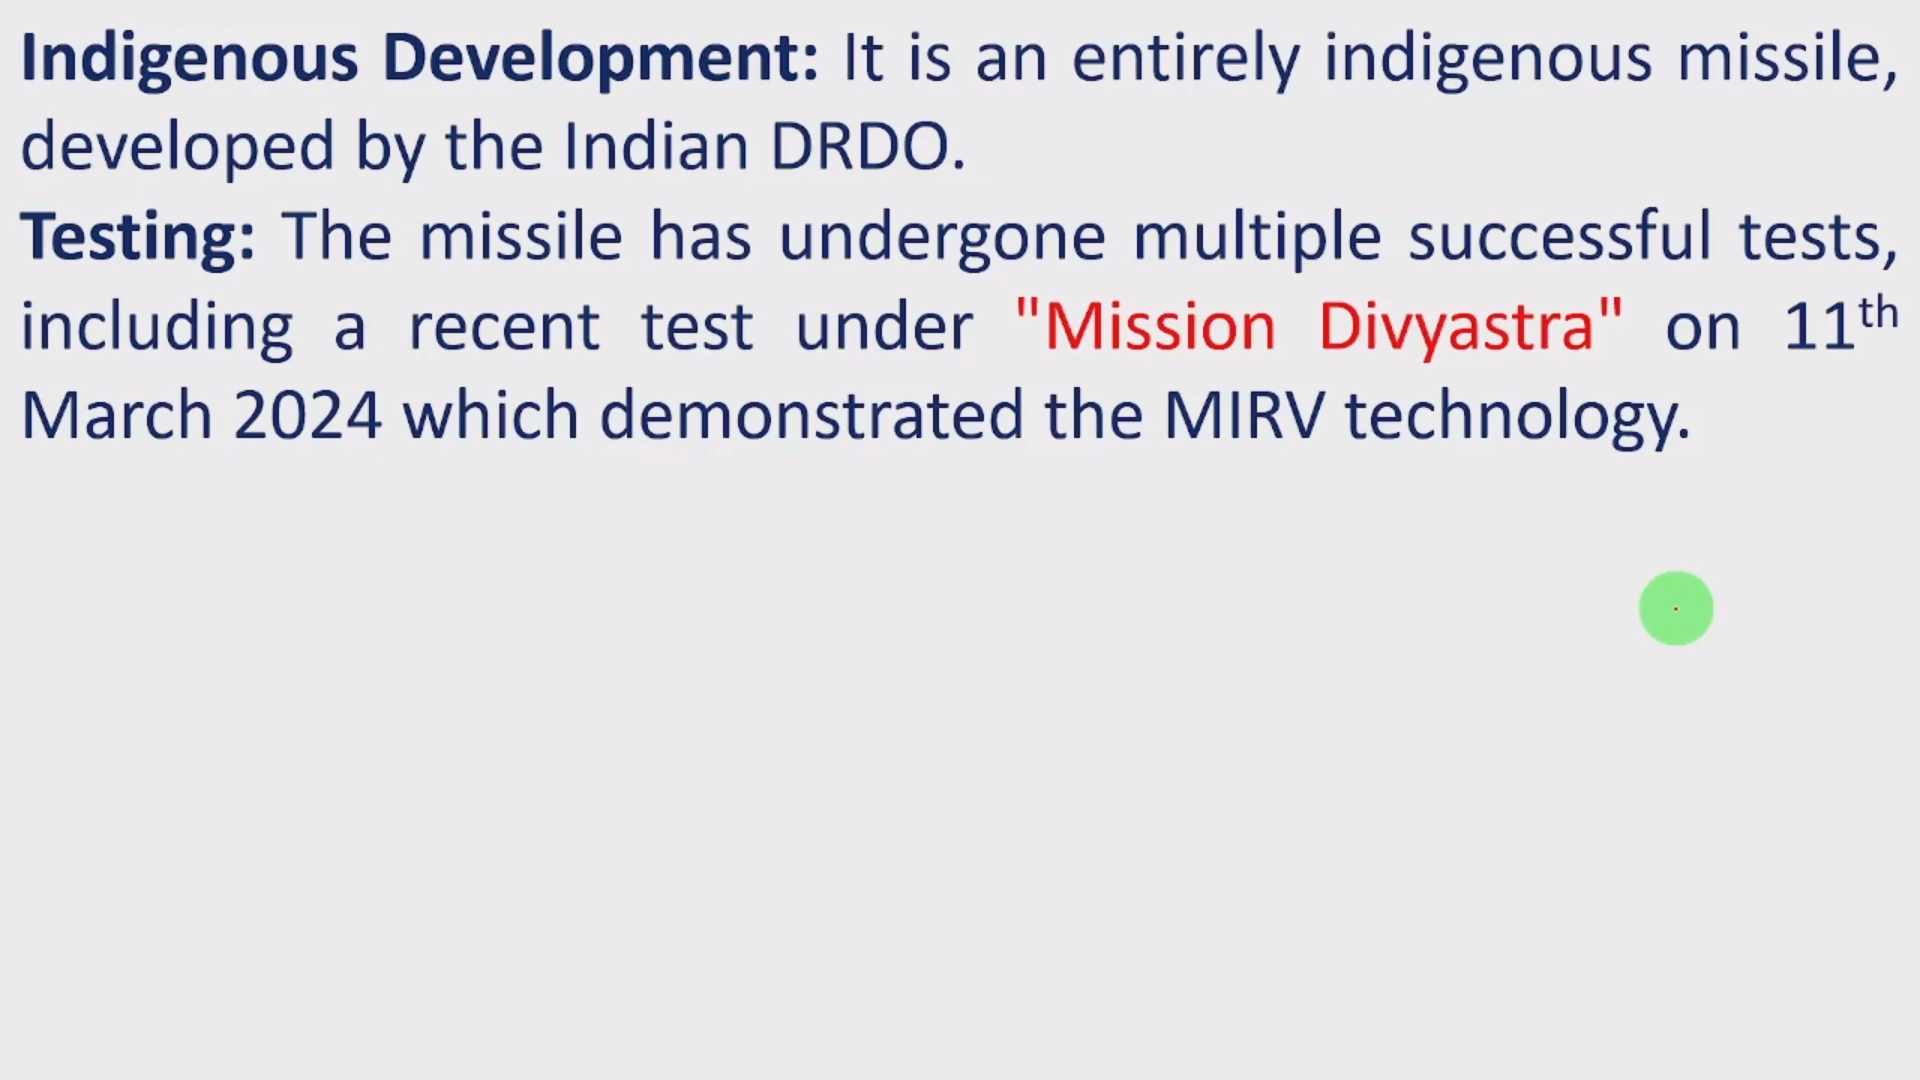 Indigenous Development: It is an entirely indigenous missile,
developed by the Indian DRDO.
Testing: The missile has undergone multiple successful tests,
including a recent test under "Mission Divyastra" on 11th
March 2024 which demonstrated the MIRV technology.